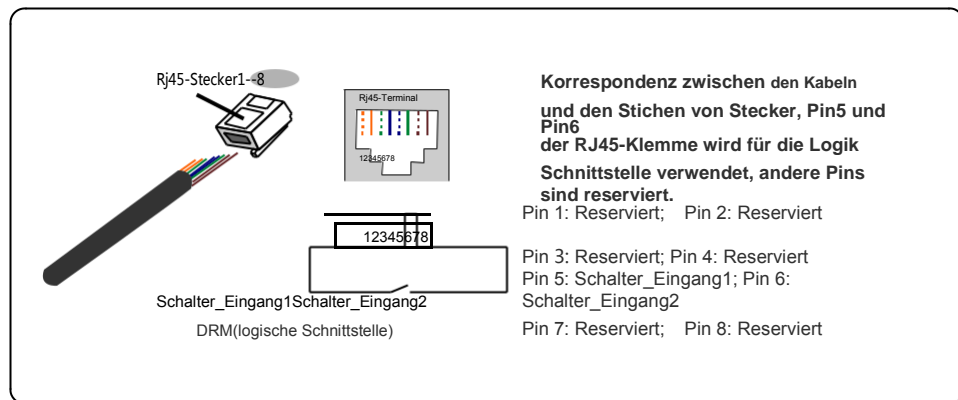 Rj45-Stecker1--8
Rj45-Terminal
12345678
12345678
Schalter_Eingang1Schalter_Eingang2
DRM(logische Schnittstelle)
Korrespondenz zwischen den Kabeln
und den Stichen von Stecker, Pin5 und
Pin6
der RJ45-Klemme wird für die Logik
Schnittstelle verwendet, andere Pins
sind reserviert.
Pin 1: Reserviert; Pin 2: Reserviert
Pin 3: Reserviert; Pin 4: Reserviert
Pin 5: Schalter_Eingang1; Pin 6:
Schalter_Eingang2
Pin 7: Reserviert; Pin 8: Reserviert